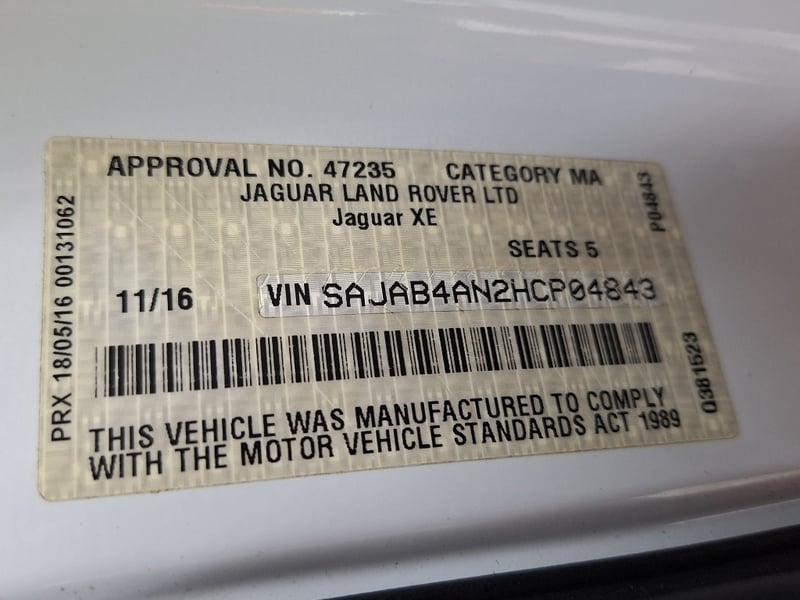 APPROVAL NO. 47235 CATEGORY MA
JAGUAR LAND ROVER LTD
Jaguar XE
SEATS 5
11/16 VIN SAJAB4AN2HCP04843
THIS VEHICLE WAS MANUFACTURED TO COMPLY
WITH THE MOTOR VEHICLE STANDARDS ACT 1989
PRX 18/05/16 00131062
P04843
0381523